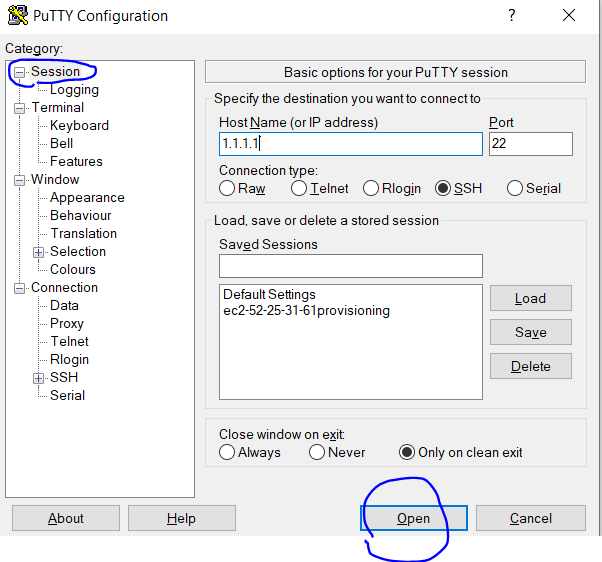 PuTTY Configuration
?
Category:
Session
Logging
Terminal
Keyboard
Bell
Features
Window
Appearance
Behaviour
Translation
Selection
Colours
Connection
Data
Proxy
Telnet
Rlogin
SSH
Serial
Basic options for your PuTTY session
Specify the destination you want to connect to
Host Name (or IP address) Port
1.1.1.1 22
Connection type:
Raw Telnet Rlogin SSH Serial
Load, save or delete a stored session
Saved Sessions
Default Settings
ec2-52-25-31-61provisioning
Load
Save
Delete
Close window on exit:
Always Never Only on clean exit
About Help Open Cancel